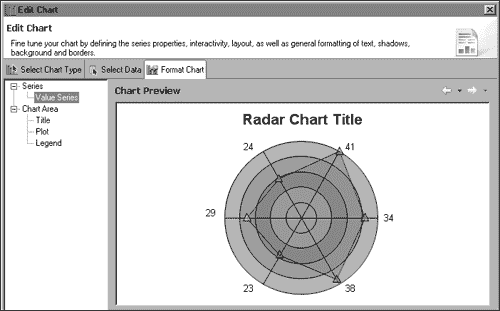 Edit Chart
Edit Chart
Fine tune your chart by defining the series properties, interactivity, layout, as well as general formatting of text, shadows,
background and borders.
Select Chart Type
Select Data
Format Chart
Series
Value Series
Chart Area
Title
Plot
Legend
Chart Preview
Radar Chart Title
24
41
29
34
23
38